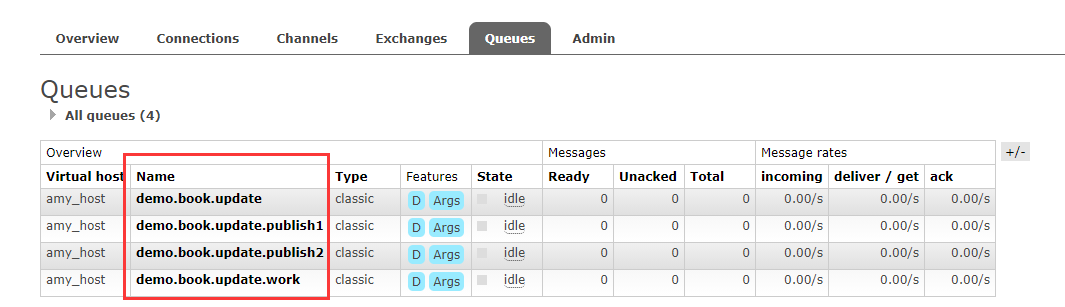 Overview Connections Channels Exchanges Queues Admin
Queues
All queues (4)
Overview Messages Message rates +/-
Virtual host Name Type Features State Ready Unacked Total incoming deliver / get ack
amy_host demo.book.update classic D Args idle 0 0 0 0.00/s 0.00/s 0.00/s
amy_host demo.book.update.publish1 classic D Args idle 0 0 0 0.00/s 0.00/s 0.00/s
amy_host demo.book.update.publish2 classic D Args idle 0 0 0 0.00/s 0.00/s 0.00/s
amy_host demo.book.update.work classic D Args idle 0 0 0 0.00/s 0.00/s 0.00/s